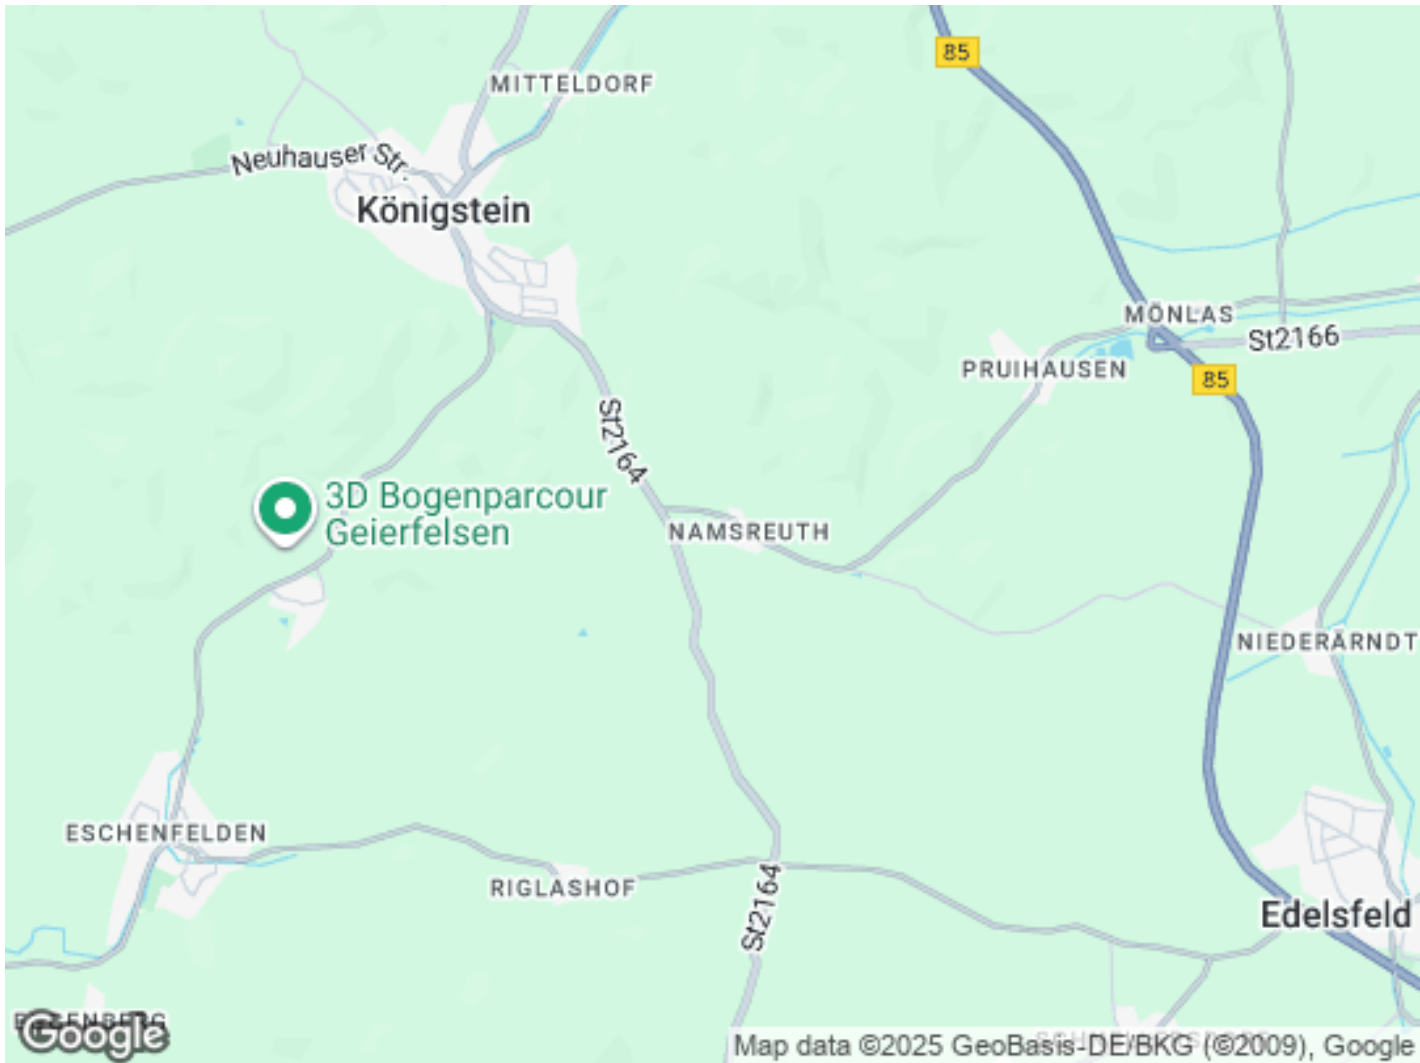 85
MITTELDORF
Neuhauser Str.
Königstein
MÖNLAS
St2166
PRUIHAUSEN
85
St2164
3D Bogenparcour
Geierfelsen
NAMSREUTH
NIEDERÄRNDT
ESCHENFELDEN
RIGLASHOF
St2164
Edelsfeld
Google
Map data ©2025 GeoBasis-DE/BKG (©2009), Google